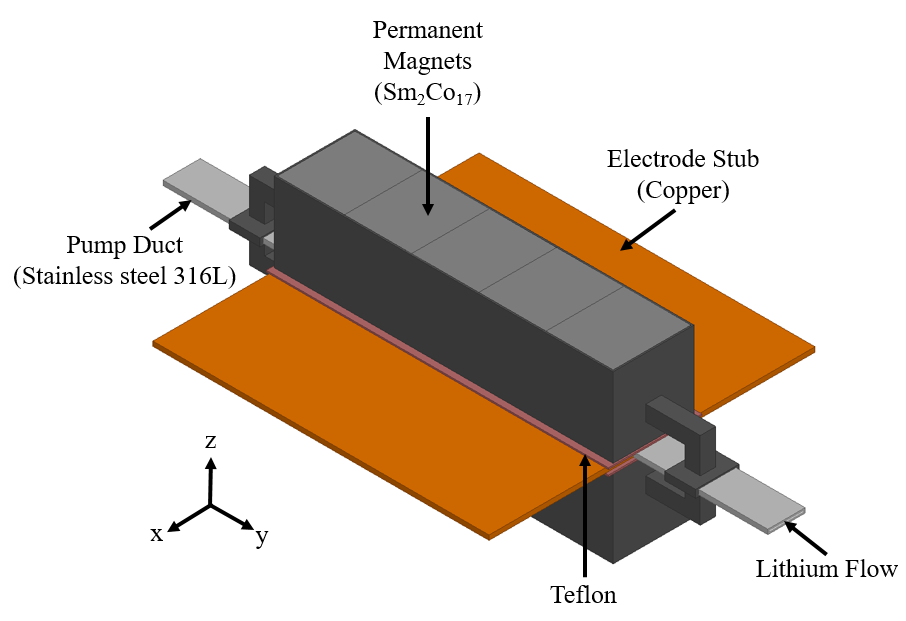 Permanent
Magnets
(Sm₂Co₁₇)
Electrode Stub
(Copper)
Pump Duct
(Stainless steel 316L)
z
x
y
Lithium Flow
Teflon